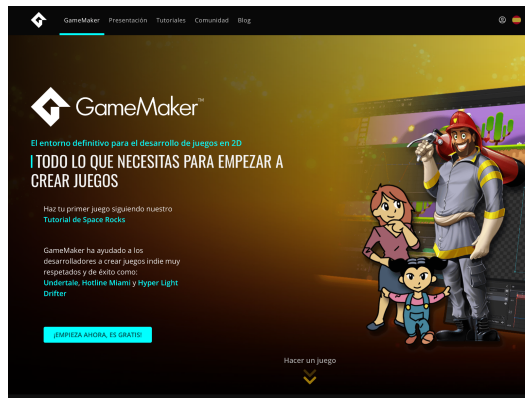 GameMaker Presentación Tutoriales Comunidad Blog
GameMaker™
El entorno definitivo para el desarrollo de juegos en 2D
TODO LO QUE NECESITAS PARA EMPEZAR A
CREAR JUEGOS
Haz tu primer juego siguiendo nuestro
Tutorial de Space Rocks
GameMaker ha ayudado a los
desarrolladores a crear juegos indie muy
respetados y de éxito como:
Undertale, Hotline Miami y Hyper Light
Drifter
¡EMPIEZA AHORA, ES GRATIS!
Hacer un juego